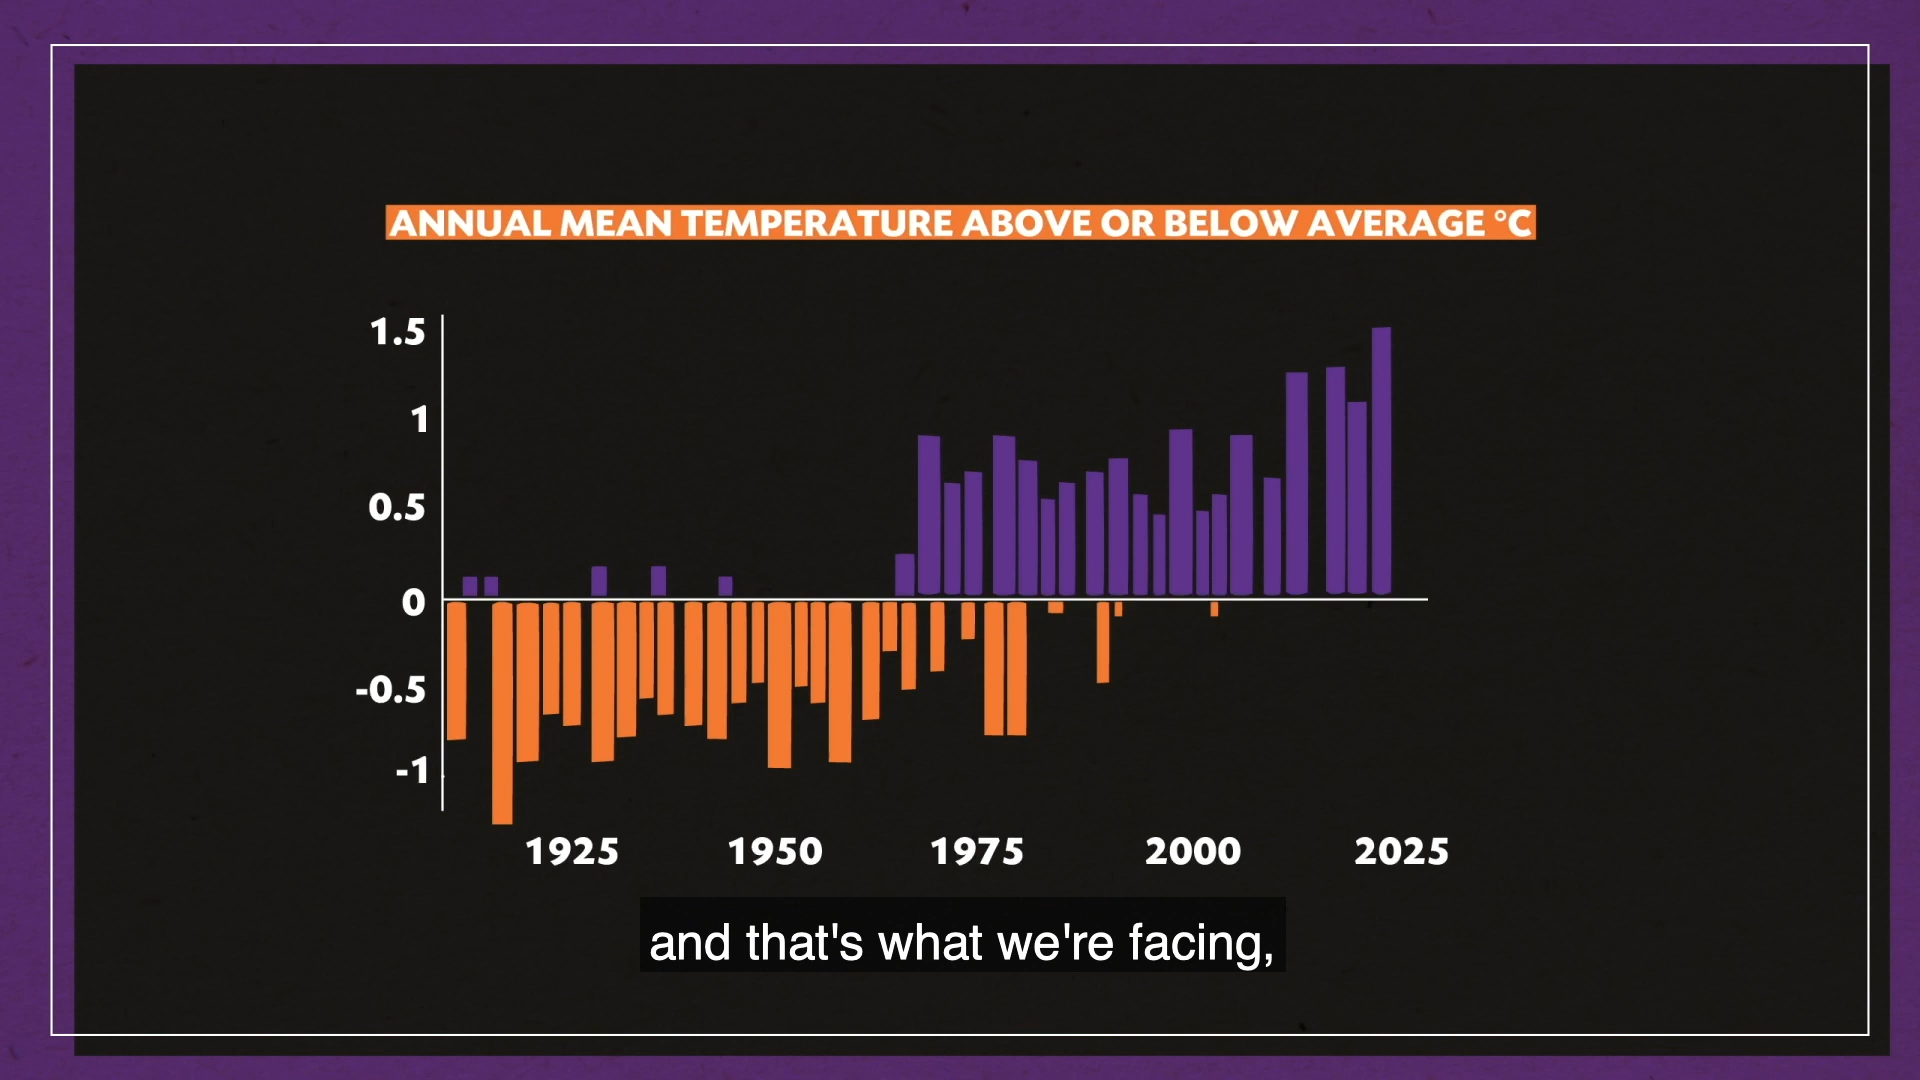 ANNUAL MEAN TEMPERATURE ABOVE OR BELOW AVERAGE °C
1.5
1
0.5
0
-0.5
-1
1925 1950 1975 2000 2025
and that's what we're facing,